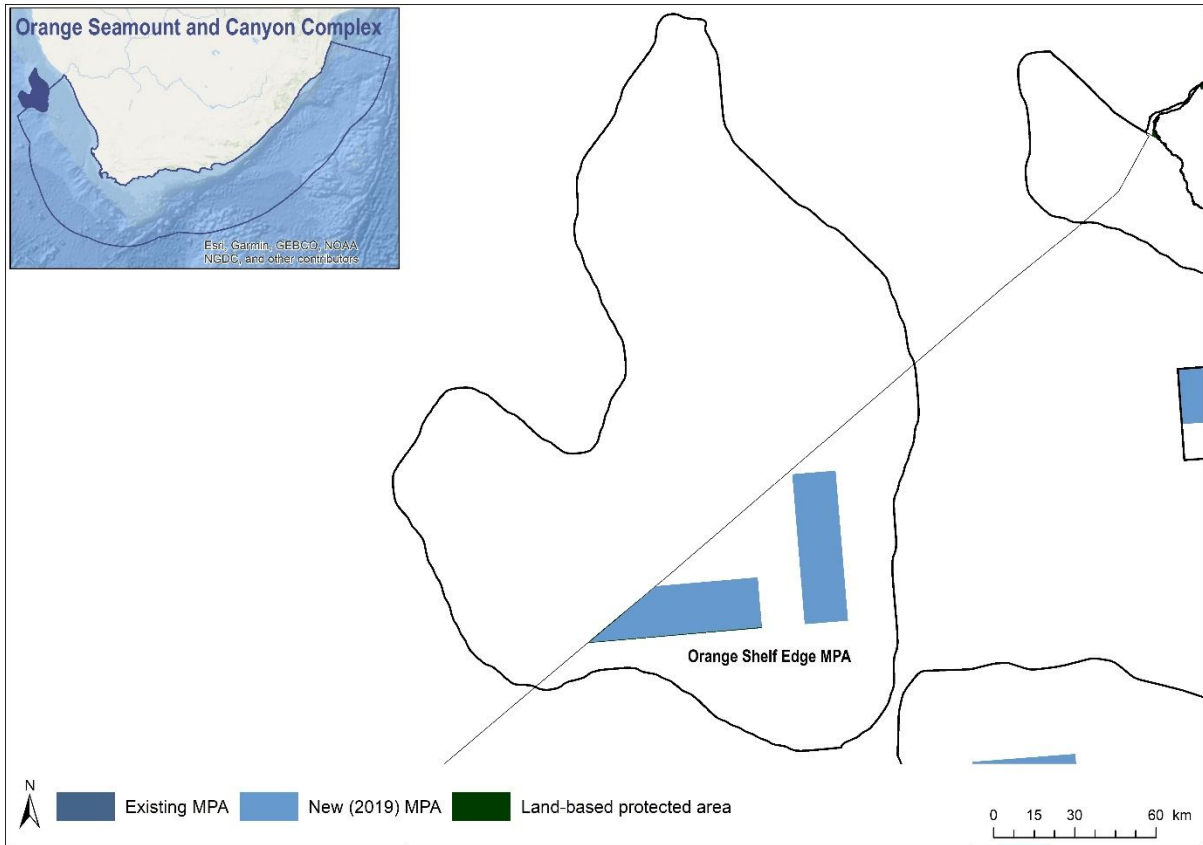 Orange Seamount and Canyon Complex
Esri, Garmin, GEBCO, NOAA
NGDC, and other contributors
Orange Shelf Edge MPA
N
Existing MPA
New (2019) MPA
Land-based protected area
0 15 30 60 km